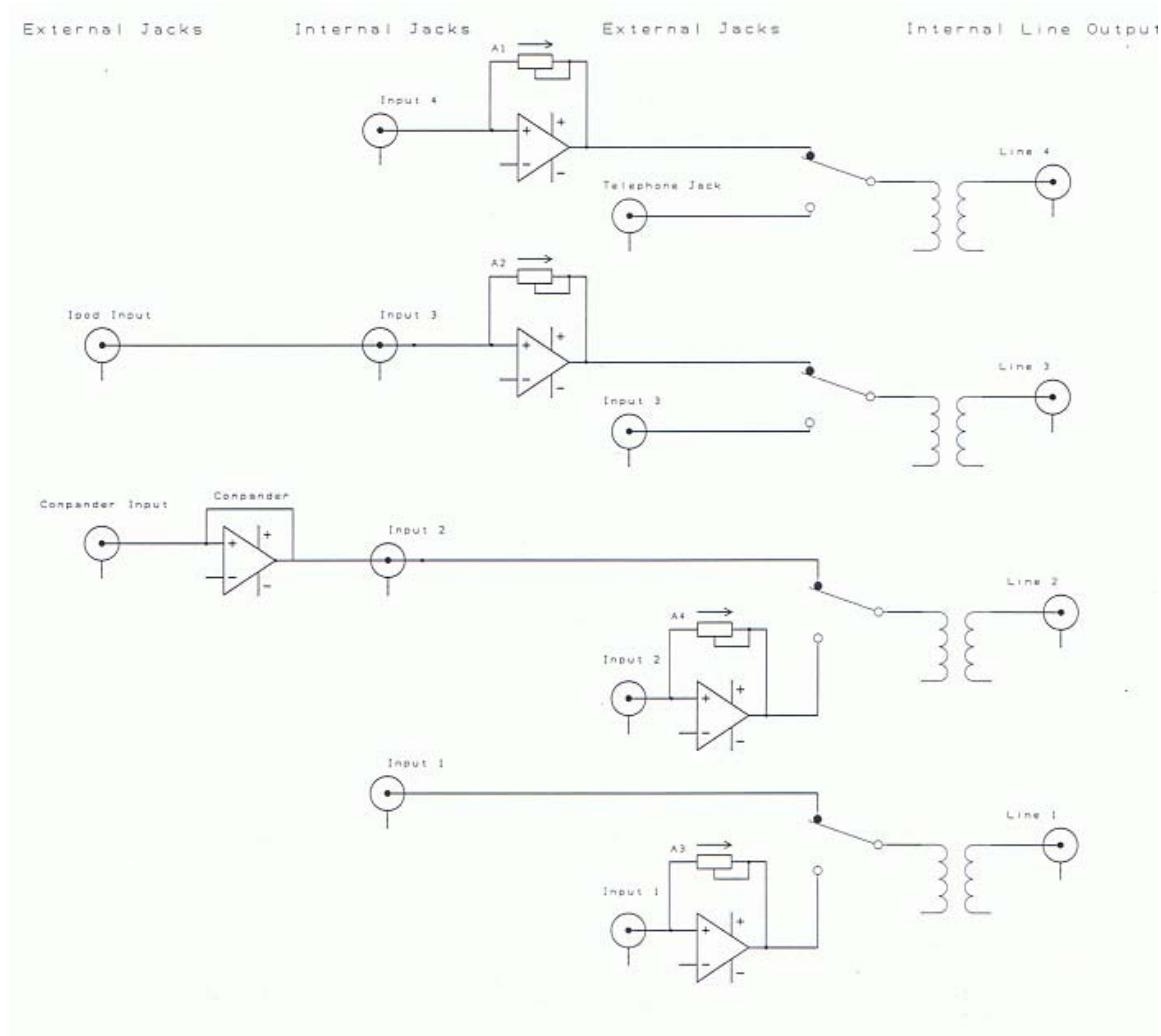 External Jacks
Internal Jacks
External Jacks
Internal Line Output
A1
Input 4
+
+
-
-
Line 4
Telephone Jack
A2
Ipod Input
Input 3
+
+
-
-
Line 3
Input 3
Compander Input
Compander
+
+
-
-
Input 2
Line 2
A4
Input 2
+
+
-
-
Input 1
Line 1
A3
Input 1
+
+
-
-